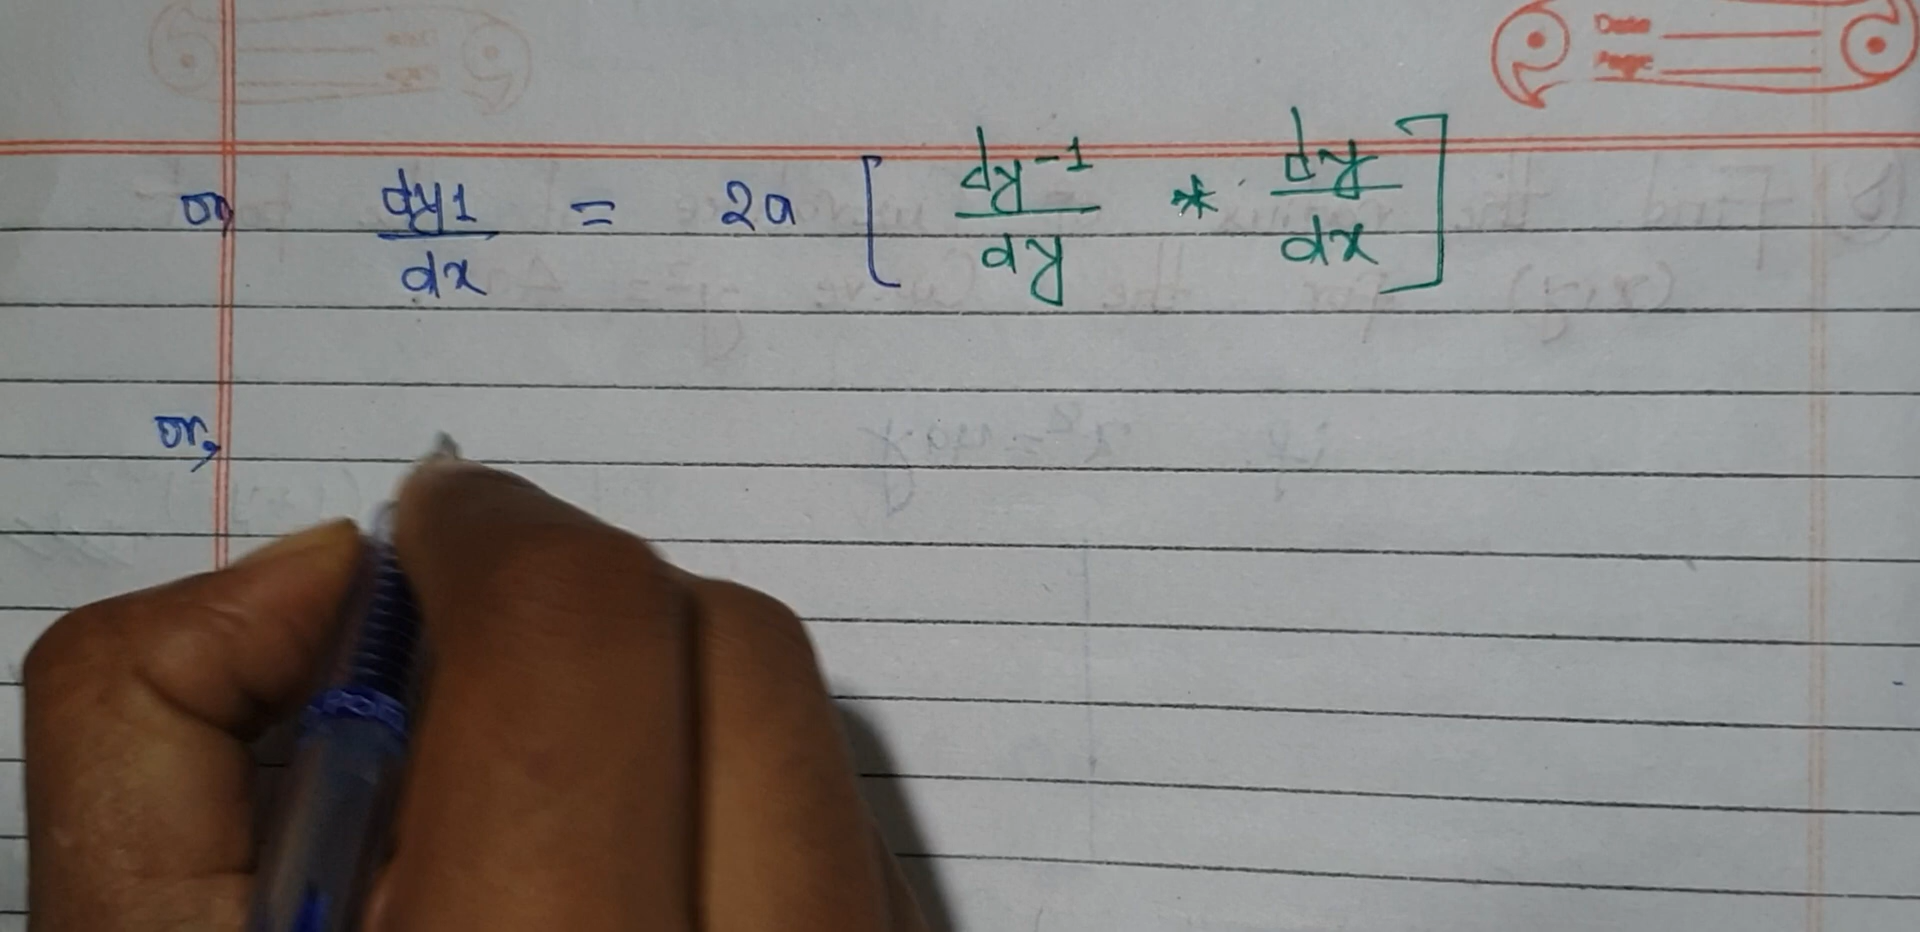 Date
Page
or, dy1/dx = 2a [ dy^-1/dy * dy/dx ]
or,